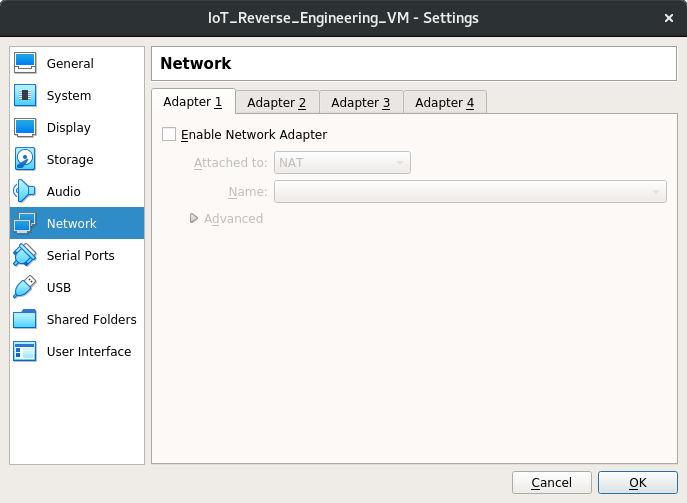 IoT_Reverse_Engineering_VM - Settings
General
System
Display
Storage
Audio
Network
Serial Ports
USB
Shared Folders
User Interface
Network
Adapter 1 Adapter 2 Adapter 3 Adapter 4
Enable Network Adapter
Attached to: NAT
Name:
Advanced
Cancel OK